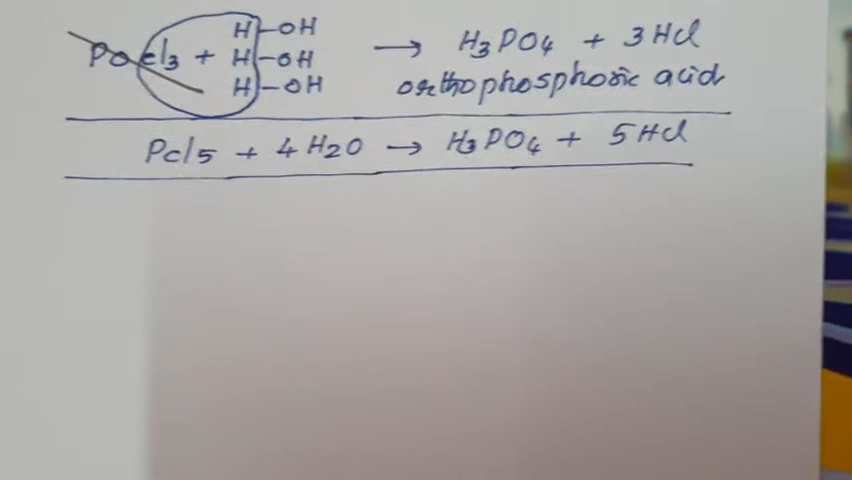 H-OH
POCl3 + H-OH → H3PO4 + 3HCl
H-OH orthophosphoric acid
PCl5 + 4H2O → H3PO4 + 5HCl